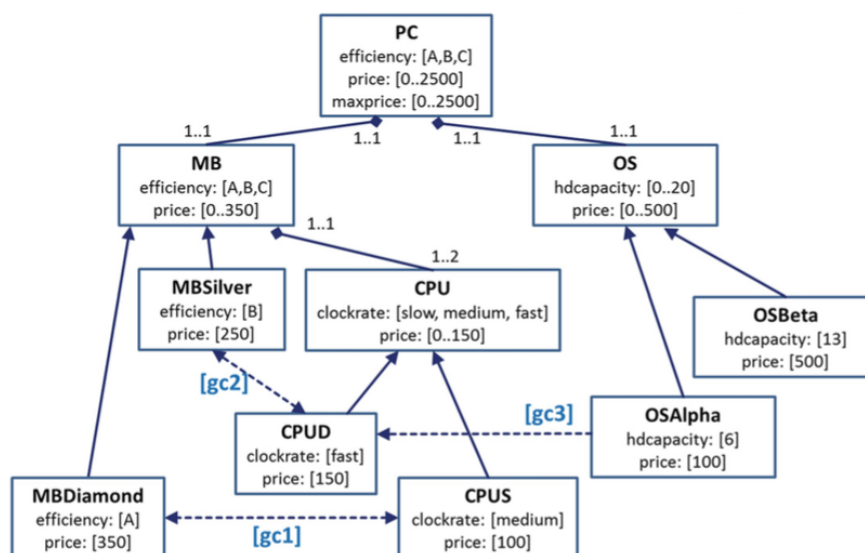 PC
efficiency: [A,B,C]
price: [0..2500]
maxprice: [0..2500]
1..1
1..1
1..1
1..1
MB
efficiency: [A,B,C]
price: [0..350]
OS
hdcapacity: [0..20]
price: [0..500]
1..1
1..2
MBSilver
efficiency: [B]
price: [250]
CPU
clockrate: [slow, medium, fast]
price: [0..150]
OSBeta
hdcapacity: [13]
price: [500]
[gc2]
[gc3]
CPUD
clockrate: [fast]
price: [150]
OSAlpha
hdcapacity: [6]
price: [100]
MBDiamond
efficiency: [A]
price: [350]
[gc1]
CPUS
clockrate: [medium]
price: [100]